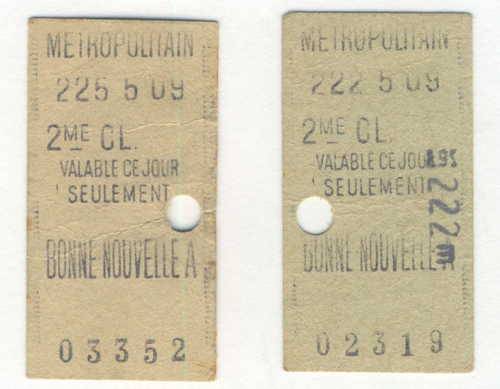 METROPOLITAIN
225 5 09
2ME CL.
VALABLE CE JOUR
SEULEMENT
BONNE NOUVELLE A
03352
METROPOLITAIN
222 5 09
2ME CL.
VALABLE CE JOUR
SEULEMENT
BONNE NOUVELLE A
02319
222